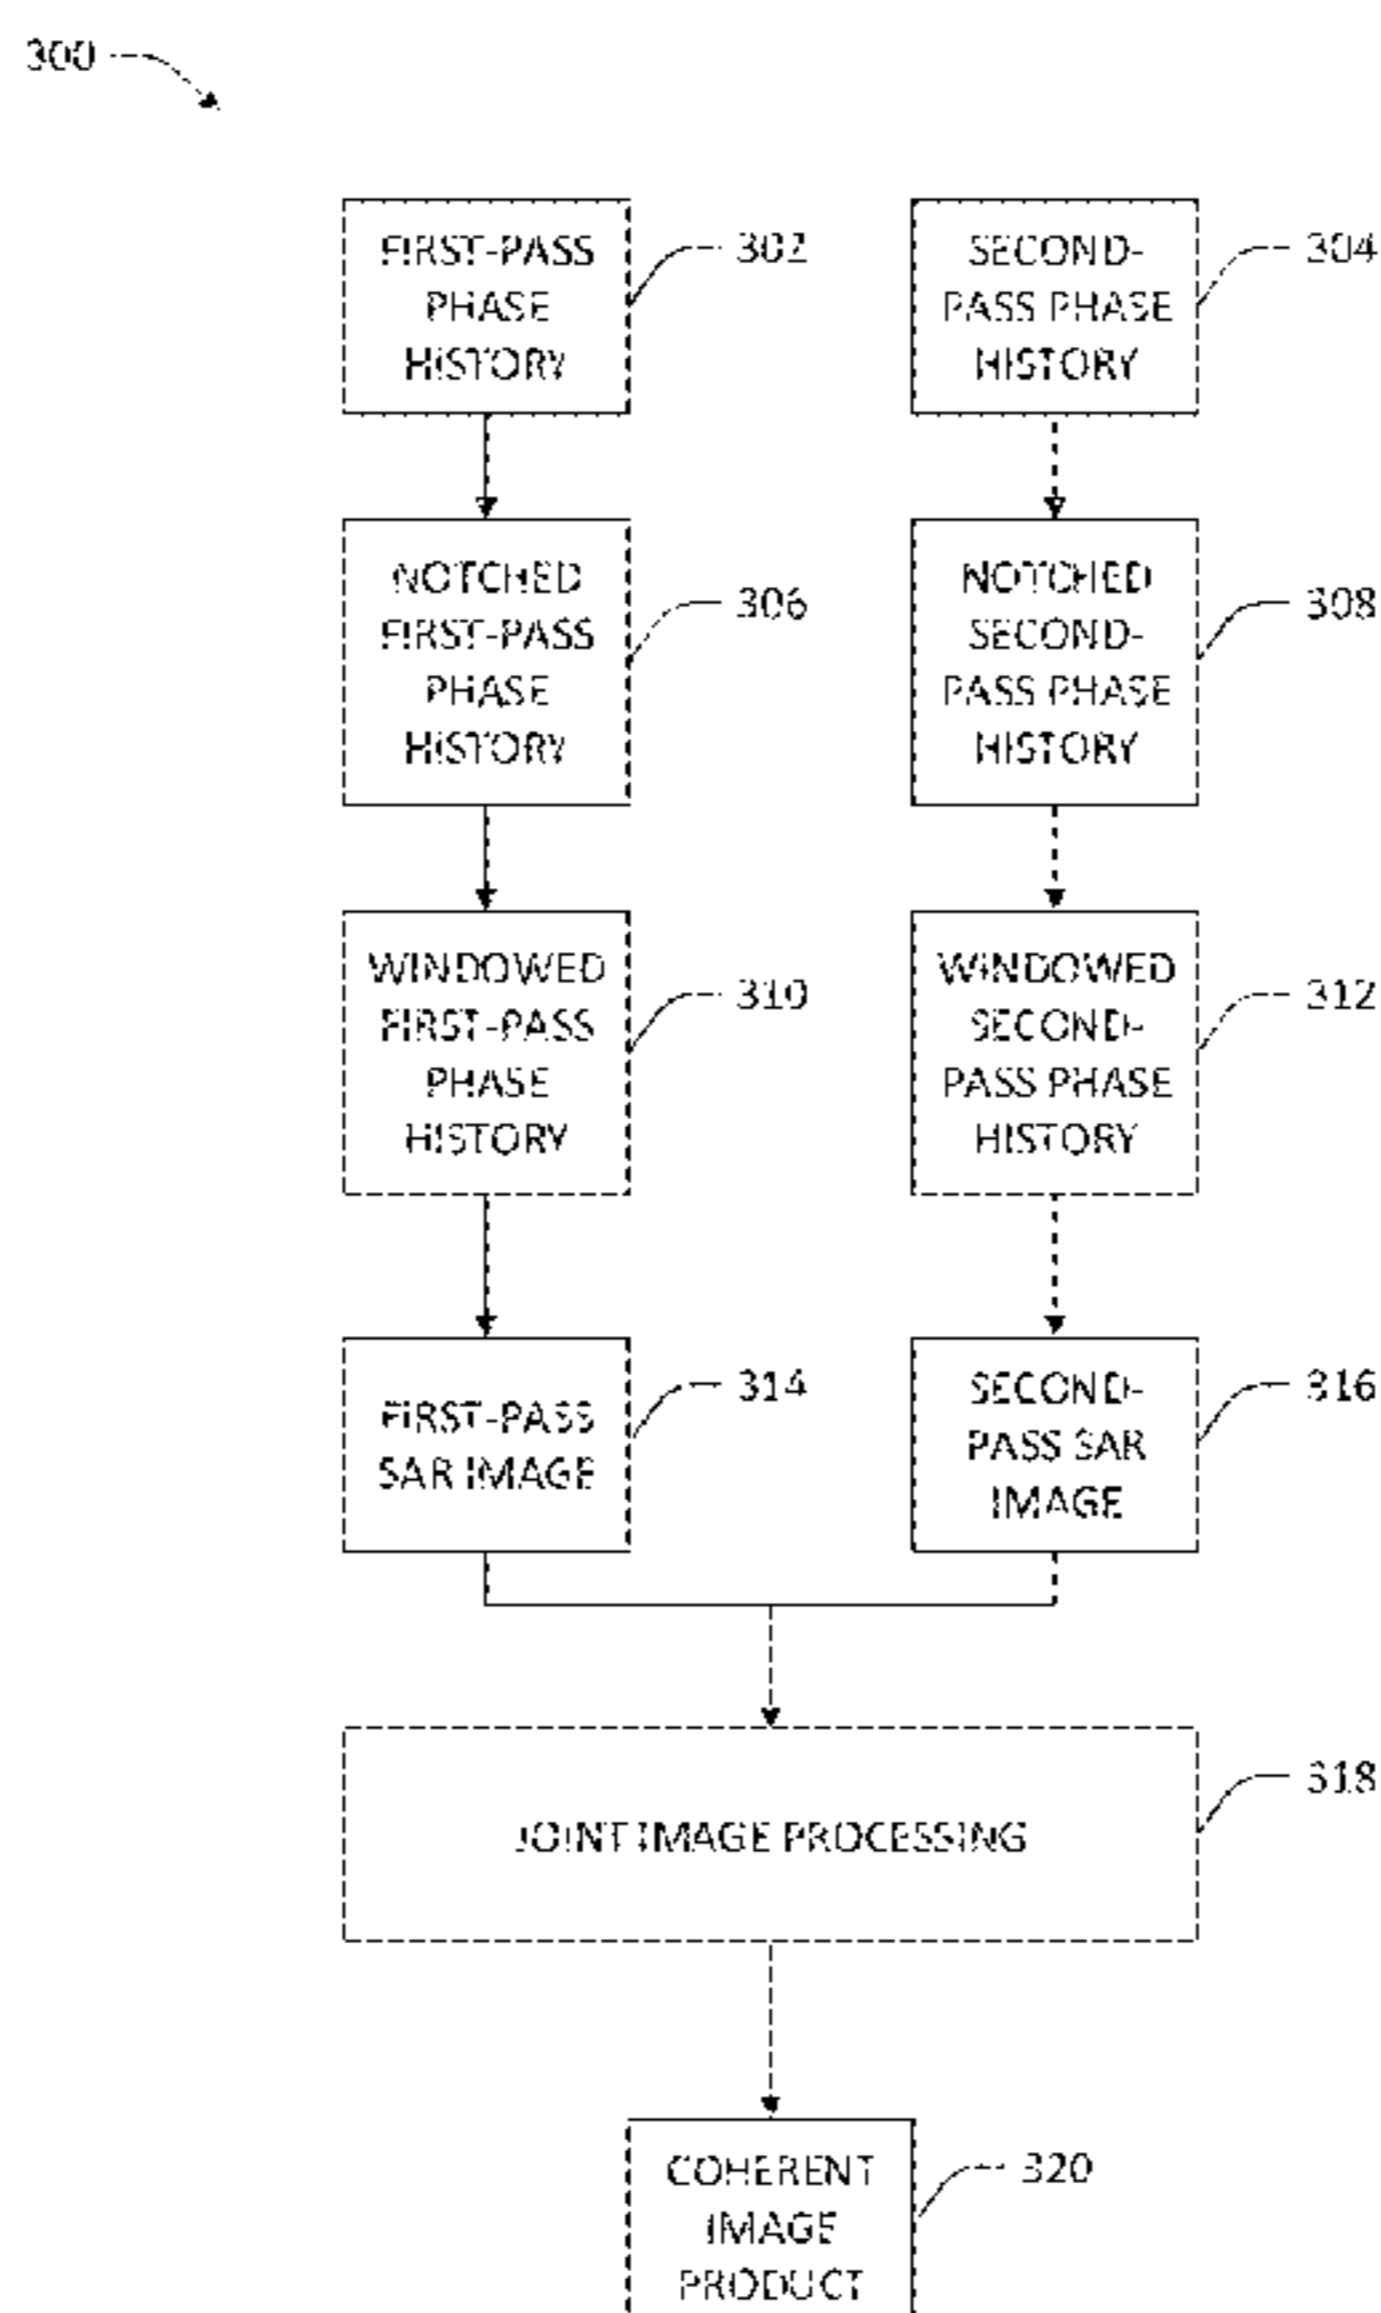 300
FIRST-PASS
PHASE
HISTORY
302
SECOND-
PASS PHASE
HISTORY
304
NOTCHED
FIRST-PASS
PHASE
HISTORY
306
NOTCHED
SECOND-
PASS PHASE
HISTORY
308
WINDOWED
FIRST-PASS
PHASE
HISTORY
310
WINDOWED
SECOND-
PASS PHASE
HISTORY
312
FIRST-PASS
SAR IMAGE
314
SECOND-
PASS SAR
IMAGE
316
JOINT IMAGE PROCESSING
318
COHERENT
IMAGE
PRODUCT
320